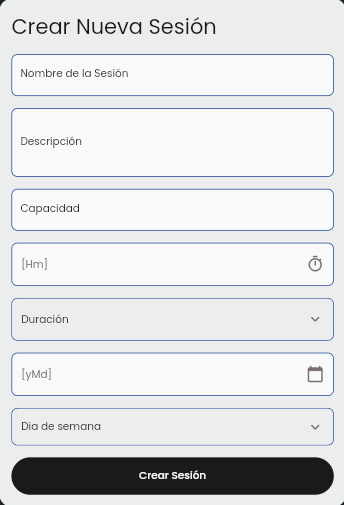 Crear Nueva Sesión
Nombre de la Sesión
Descripción
Capacidad
[Hm]
Duración
[yMd]
Dia de semana
Crear Sesión